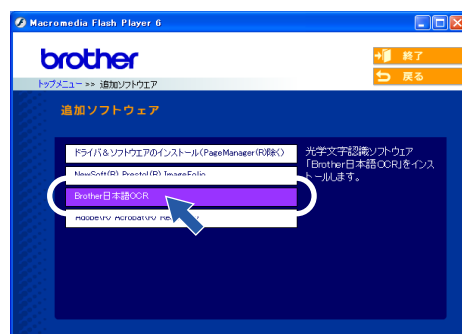 Macromedia Flash Player 6
brother
終了
トップメニュー >> 追加ソフトウェア
戻る
追加ソフトウェア
ドライバ&ソフトウェアのインストール(PageManager(R)除く)
NewSoft(R) Presto!(R) ImageFolio
Brother日本語OCR
Adobe(R) Acrobat(R)
光学文字認識ソフトウェア
「Brother日本語OCR」をインス
トールします。